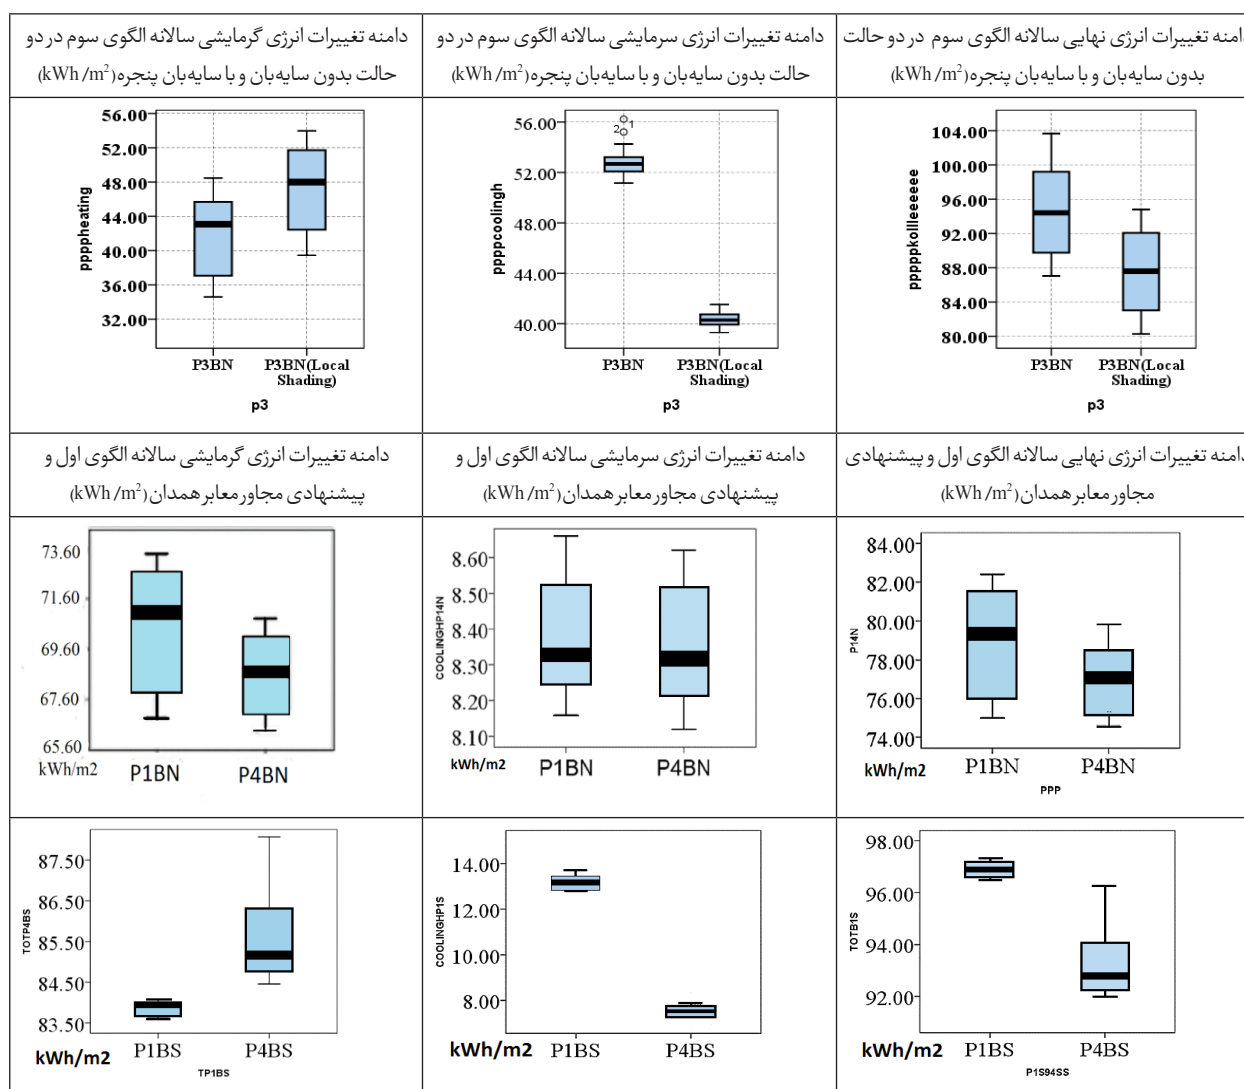 دامنه تغییرات انرژی نهایی سالانه الگوی سوم در دو حالت
بدون سایه‌بان و با سایه‌بان پنجره (kWh /m²)
دامنه تغییرات انرژی سرمایشی سالانه الگوی سوم در دو
حالت بدون سایه‌بان و با سایه‌بان پنجره (kWh /m²)
دامنه تغییرات انرژی گرمایشی سالانه الگوی سوم در دو
حالت بدون سایه‌بان و با سایه‌بان پنجره (kWh /m²)
pppppkollleeeeeee
104.00
100.00
96.00
92.00
88.00
84.00
80.00
P3BN
P3BN(Local
Shading)
p3
ppppcoolingh
56.00
52.00
48.00
44.00
40.00
2
1
P3BN
P3BN(Local
Shading)
p3
ppppheating
56.00
52.00
48.00
44.00
40.00
36.00
32.00
P3BN
P3BN(Local
Shading)
p3
دامنه تغییرات انرژی نهایی سالانه الگوی اول و پیشنهادی
مجاور معابر همدان (kWh /m²)
دامنه تغییرات انرژی سرمایشی سالانه الگوی اول و
پیشنهادی مجاور معابر همدان (kWh /m²)
دامنه تغییرات انرژی گرمایشی سالانه الگوی اول و
پیشنهادی مجاور معابر همدان (kWh /m²)
P14N
84.00
82.00
80.00
78.00
76.00
74.00
kWh/m2
P1BN
P4BN
PPP
COOLINGHP14N
8.60
8.50
8.40
8.30
8.20
8.10
kWh/m2
P1BN
P4BN
73.60
71.60
69.60
67.60
65.60
kWh/m2
P1BN
P4BN
TOTB1S
98.00
96.00
94.00
92.00
kWh/m2
P1BS
P4BS
P1S94SS
COOLINGHP1S
14.00
12.00
10.00
8.00
kWh/m2
P1BS
P4BS
TOTP4BS
87.50
86.50
85.50
84.50
83.50
kWh/m2
P1BS
P4BS
TP1BS